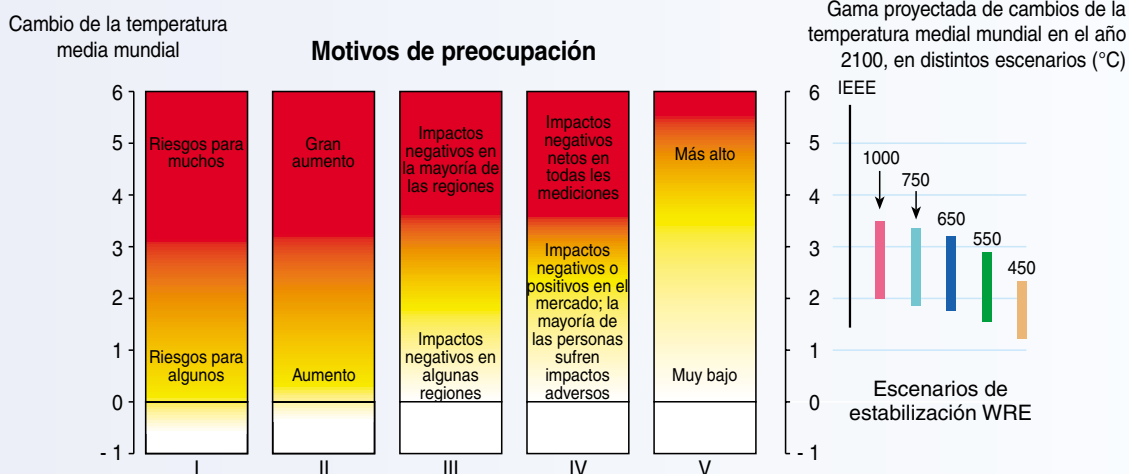 Cambio de la temperatura
media mundial
Motivos de preocupación
Gama proyectada de cambios de la
temperatura medial mundial en el año
2100, en distintos escenarios (°C)
6
5
4
3
2
1
0
- 1
Riesgos para
muchos
Riesgos para
algunos
I
Gran
aumento
Aumento
II
Impactos
negativos en
la mayoría de
las regiones
Impactos
negativos en
algunas
regiones
III
Impactos
negativos
netos en
todas les
mediciones
Impactos
negativos o
positivos en el
mercado; la
mayoría de
las personas
sufren
impactos
adversos
IV
Más alto
Muy bajo
V
6
5
4
3
2
1
0
- 1
IEEE
1000
750
650
550
450
Escenarios de
estabilización WRE